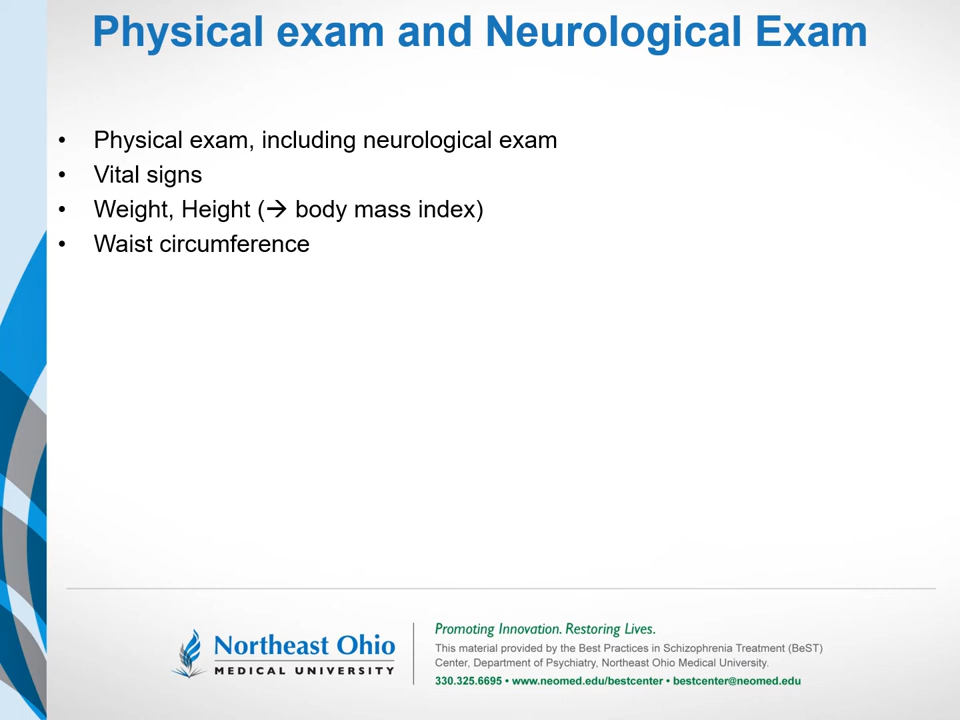 Physical exam and Neurological Exam
• Physical exam, including neurological exam
• Vital signs
• Weight, Height (→ body mass index)
• Waist circumference
Northeast Ohio
MEDICAL UNIVERSITY
Promoting Innovation. Restoring Lives.
This material provided by the Best Practices in Schizophrenia Treatment (BeST)
Center, Department of Psychiatry, Northeast Ohio Medical University.
330.325.6695 • www.neomed.edu/bestcenter • bestcenter@neomed.edu